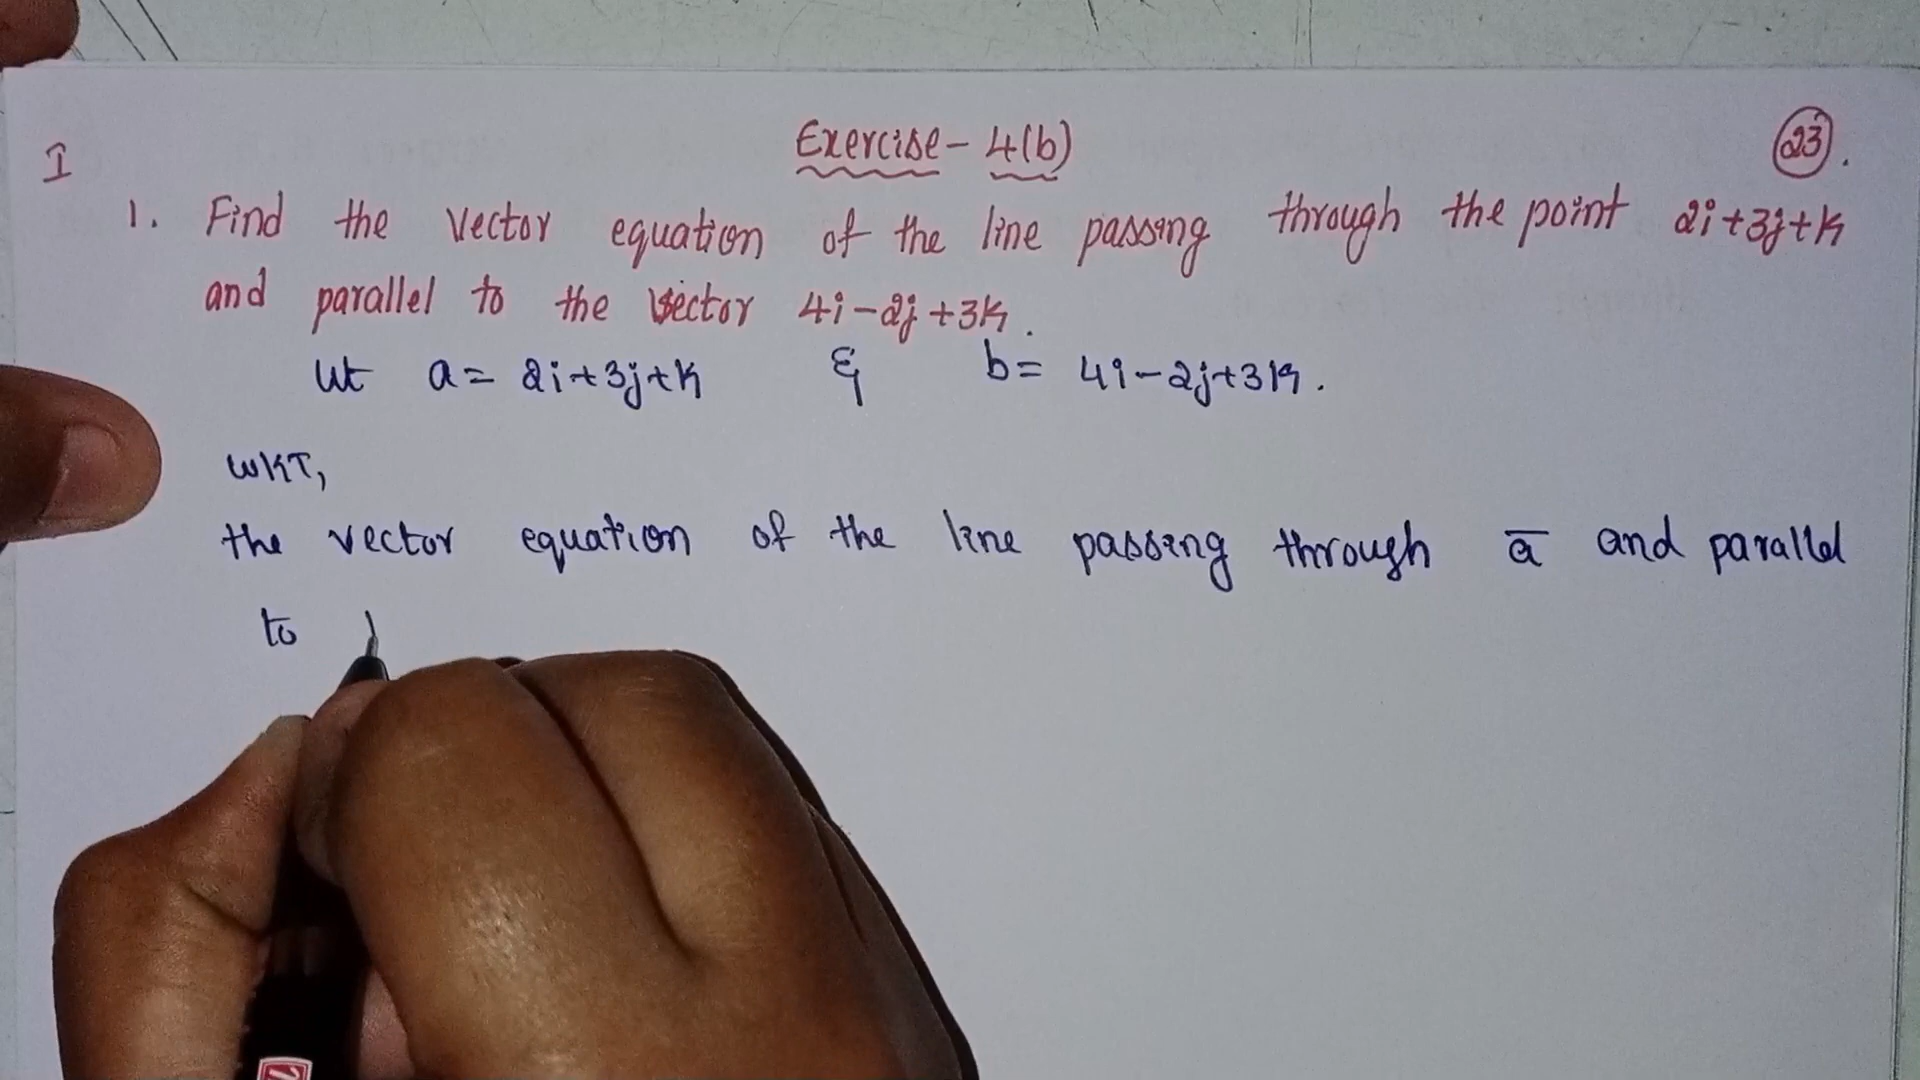 Exercise - 4(b)
23.
I
1. Find the vector equation of the line passing through the point 2i+3j+k
and parallel to the vector 4i-2j+3k.
Let a = 2i+3j+k & b = 4i-2j+3k.
WKT,
the vector equation of the line passing through a̅ and parallel
to